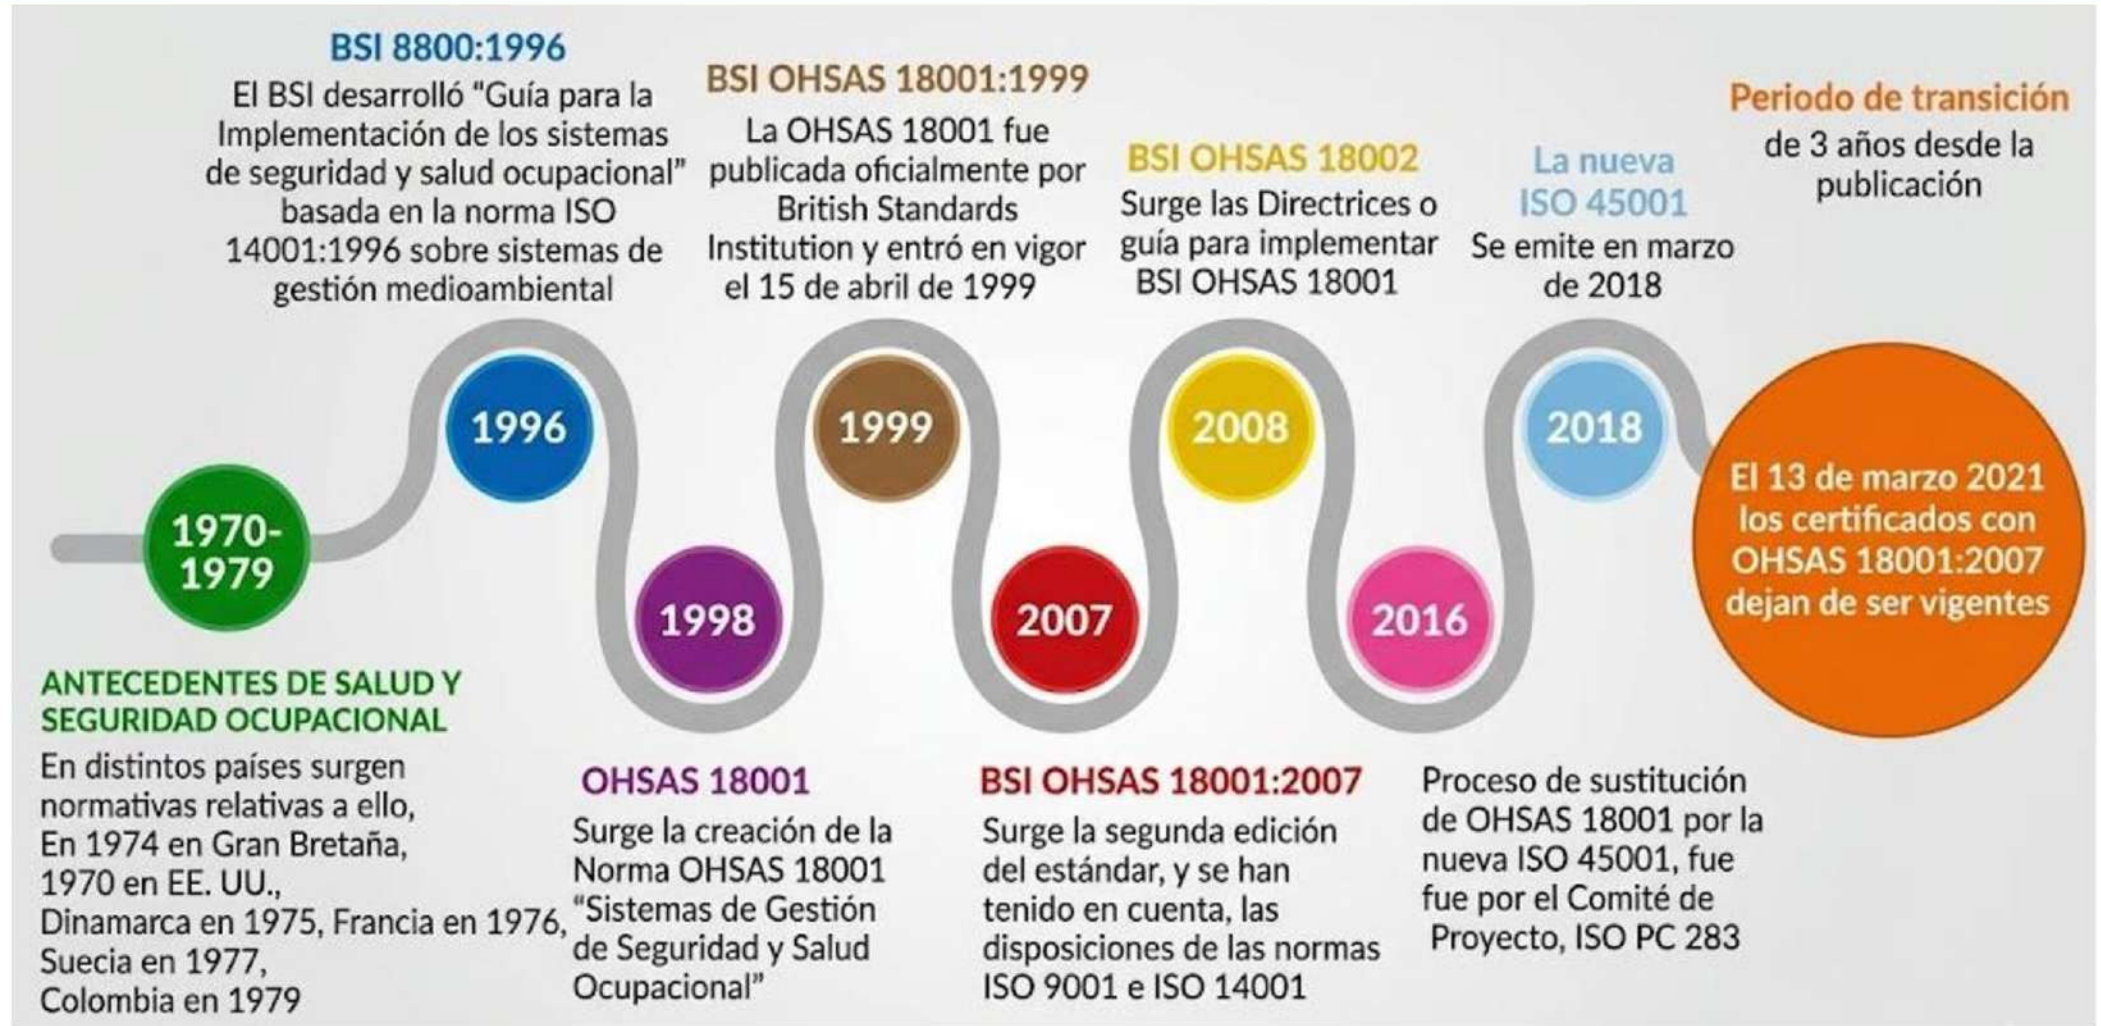 BSI 8800:1996
El BSI desarrolló “Guía para la
Implementación de los sistemas
de seguridad y salud ocupacional”
basada en la norma ISO
14001:1996 sobre sistemas de
gestión medioambiental
BSI OHSAS 18001:1999
La OHSAS 18001 fue
publicada oficialmente por
British Standards
Institution y entró en vigor
el 15 de abril de 1999
BSI OHSAS 18002
Surge las Directrices o
guía para implementar
BSI OHSAS 18001
La nueva
ISO 45001
Se emite en marzo
de 2018
Periodo de transición
de 3 años desde la
publicación
1970-
1979
1996
1998
1999
2007
2008
2016
2018
El 13 de marzo 2021
los certificados con
OHSAS 18001:2007
dejan de ser vigentes
ANTECEDENTES DE SALUD Y
SEGURIDAD OCUPACIONAL
En distintos países surgen
normativas relativas a ello,
En 1974 en Gran Bretaña,
1970 en EE. UU.,
Dinamarca en 1975, Francia en 1976,
Suecia en 1977,
Colombia en 1979
OHSAS 18001
Surge la creación de la
Norma OHSAS 18001
“Sistemas de Gestión
de Seguridad y Salud
Ocupacional”
BSI OHSAS 18001:2007
Surge la segunda edición
del estándar, y se han
tenido en cuenta, las
disposiciones de las normas
ISO 9001 e ISO 14001
Proceso de sustitución
de OHSAS 18001 por la
nueva ISO 45001, fue
fue por el Comité de
Proyecto, ISO PC 283